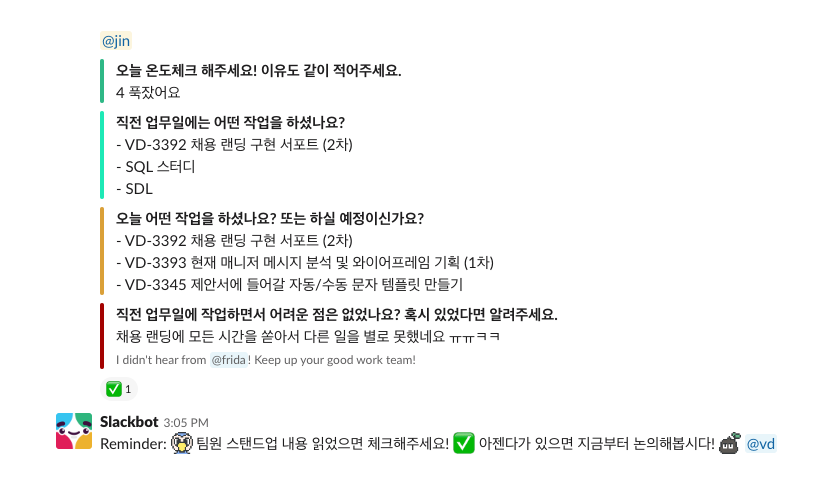 @jin
오늘 온도체크 해주세요! 이유도 같이 적어주세요.
4 푹잤어요
직전 업무일에는 어떤 작업을 하셨나요?
- VD-3392 채용 랜딩 구현 서포트 (2차)
- SQL 스터디
- SDL
오늘 어떤 작업을 하셨나요? 또는 하실 예정이신가요?
- VD-3392 채용 랜딩 구현 서포트 (2차)
- VD-3393 현재 매니저 메시지 분석 및 와이어프레임 기획 (1차)
- VD-3345 제안서에 들어갈 자동/수동 문자 템플릿 만들기
직전 업무일에 작업하면서 어려운 점은 없었나요? 혹시 있었다면 알려주세요.
채용 랜딩에 모든 시간을 쏟아서 다른 일을 별로 못했네요 ㅠㅠㅋㅋ
I didn't hear from @frida! Keep up your good work team!
✅ 1
Slackbot 3:05 PM
Reminder: 팀원 스탠드업 내용 읽었으면 체크해주세요! ✅ 아젠다가 있으면 지금부터 논의해봅시다! @vd